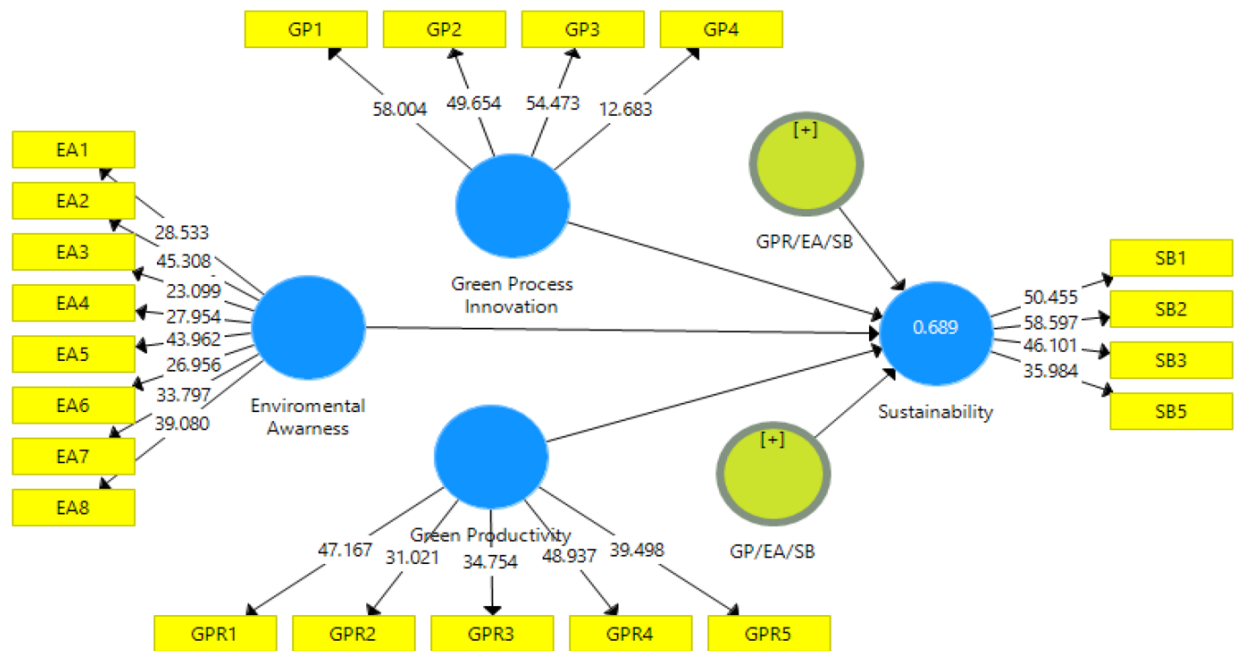 GP1 GP2 GP3 GP4
58.004 49.654 54.473 12.683
EA1
EA2
EA3
EA4
EA5
EA6
EA7
EA8
28.533
45.308
23.099
27.954
43.962
26.956
33.797
39.080
Green Process
Innovation
Enviromental
Awarness
[+]
GPR/EA/SB
0.689
Sustainability
50.455
58.597
46.101
35.984
SB1
SB2
SB3
SB5
[+]
GP/EA/SB
Green Productivity
47.167 31.021 34.754 48.937 39.498
GPR1 GPR2 GPR3 GPR4 GPR5